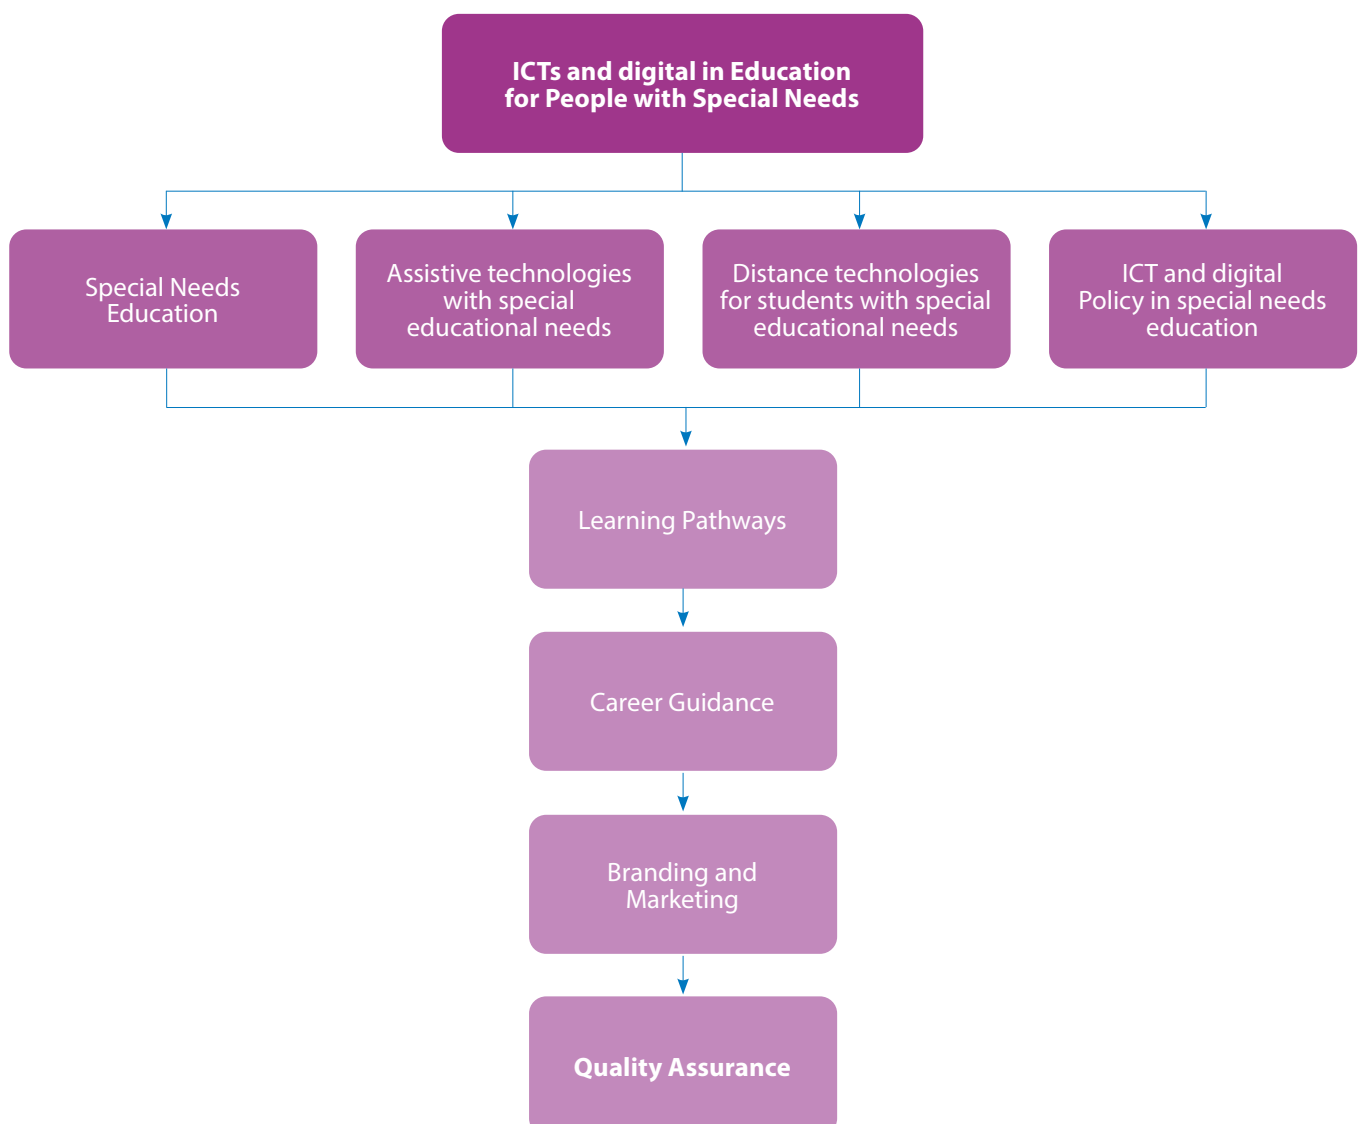 ICTs and digital in Education
for People with Special Needs
Special Needs
Education
Assistive technologies
with special
educational needs
Distance technologies
for students with special
educational needs
ICT and digital
Policy in special needs
education
Learning Pathways
Career Guidance
Branding and
Marketing
Quality Assurance